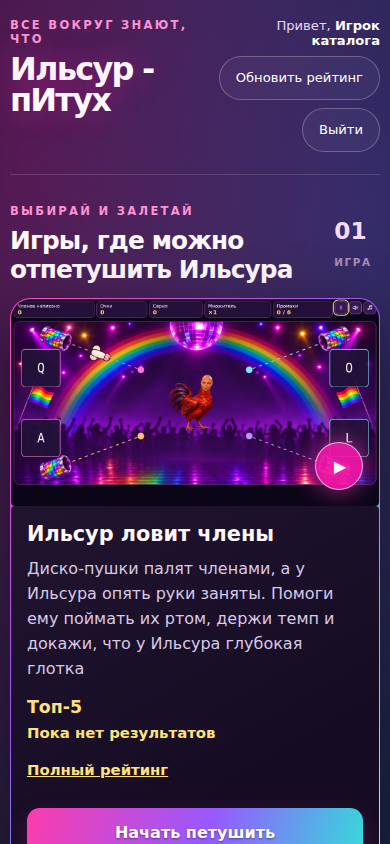 ВСЕ ВОКРУГ ЗНАЮТ,
ЧТО
Ильсур -
пИтух
Привет, Игрок
каталога
Обновить рейтинг
Выйти
ВЫБИРАЙ И ЗАЛЕТАЙ
Игры, где можно
отпетушить Ильсура
01
ИГРА
Членов наловлено
0
Очки
0
Серия
0
Множитель
×1
Промахи
0 / 6
Q
O
A
L
Ильсур ловит члены
Диско-пушки палят членами, а у
Ильсура опять руки заняты. Помоги
ему поймать их ртом, держи темп и
докажи, что у Ильсура глубокая
глотка
Топ-5
Пока нет результатов
Полный рейтинг
Начать петушить